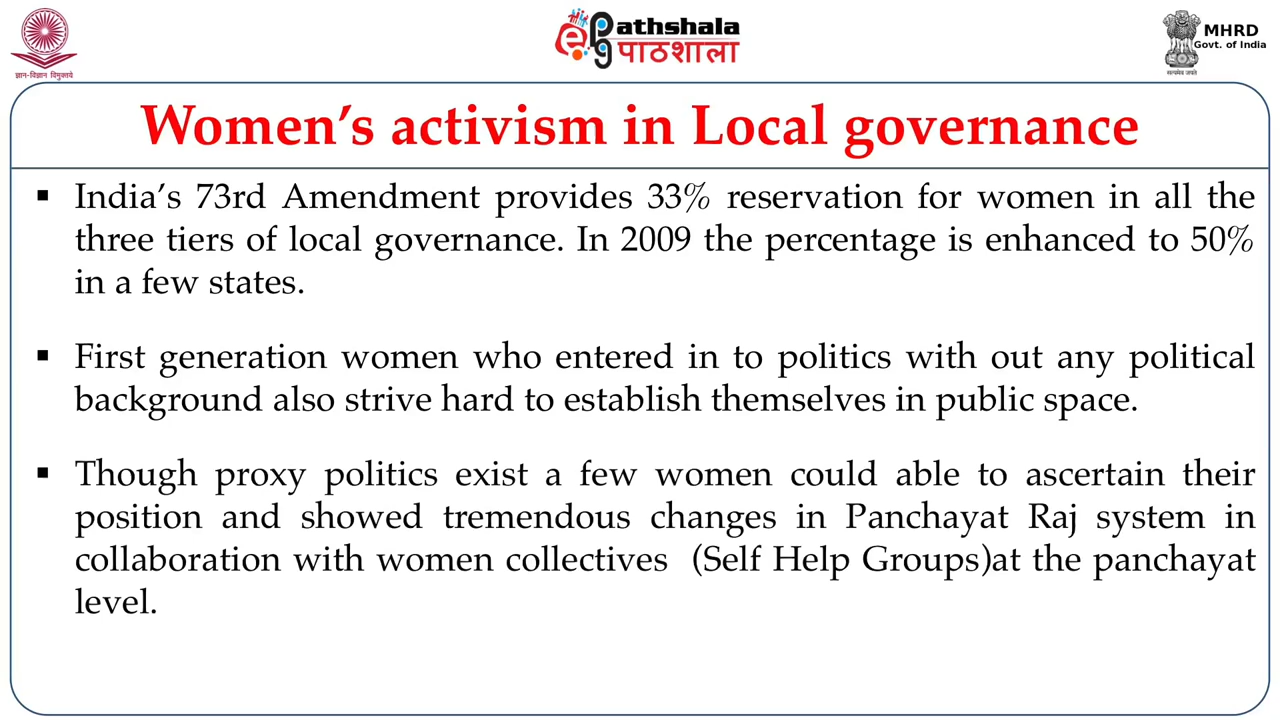 ज्ञान-विज्ञान विमुक्तये
ePathshala
पाठशाला
MHRD
Govt. of India
सत्यमेव जयते
Women’s activism in Local governance
▪ India’s 73rd Amendment provides 33% reservation for women in all the
three tiers of local governance. In 2009 the percentage is enhanced to 50%
in a few states.
▪ First generation women who entered in to politics with out any political
background also strive hard to establish themselves in public space.
▪ Though proxy politics exist a few women could able to ascertain their
position and showed tremendous changes in Panchayat Raj system in
collaboration with women collectives  (Self Help Groups)at the panchayat
level.